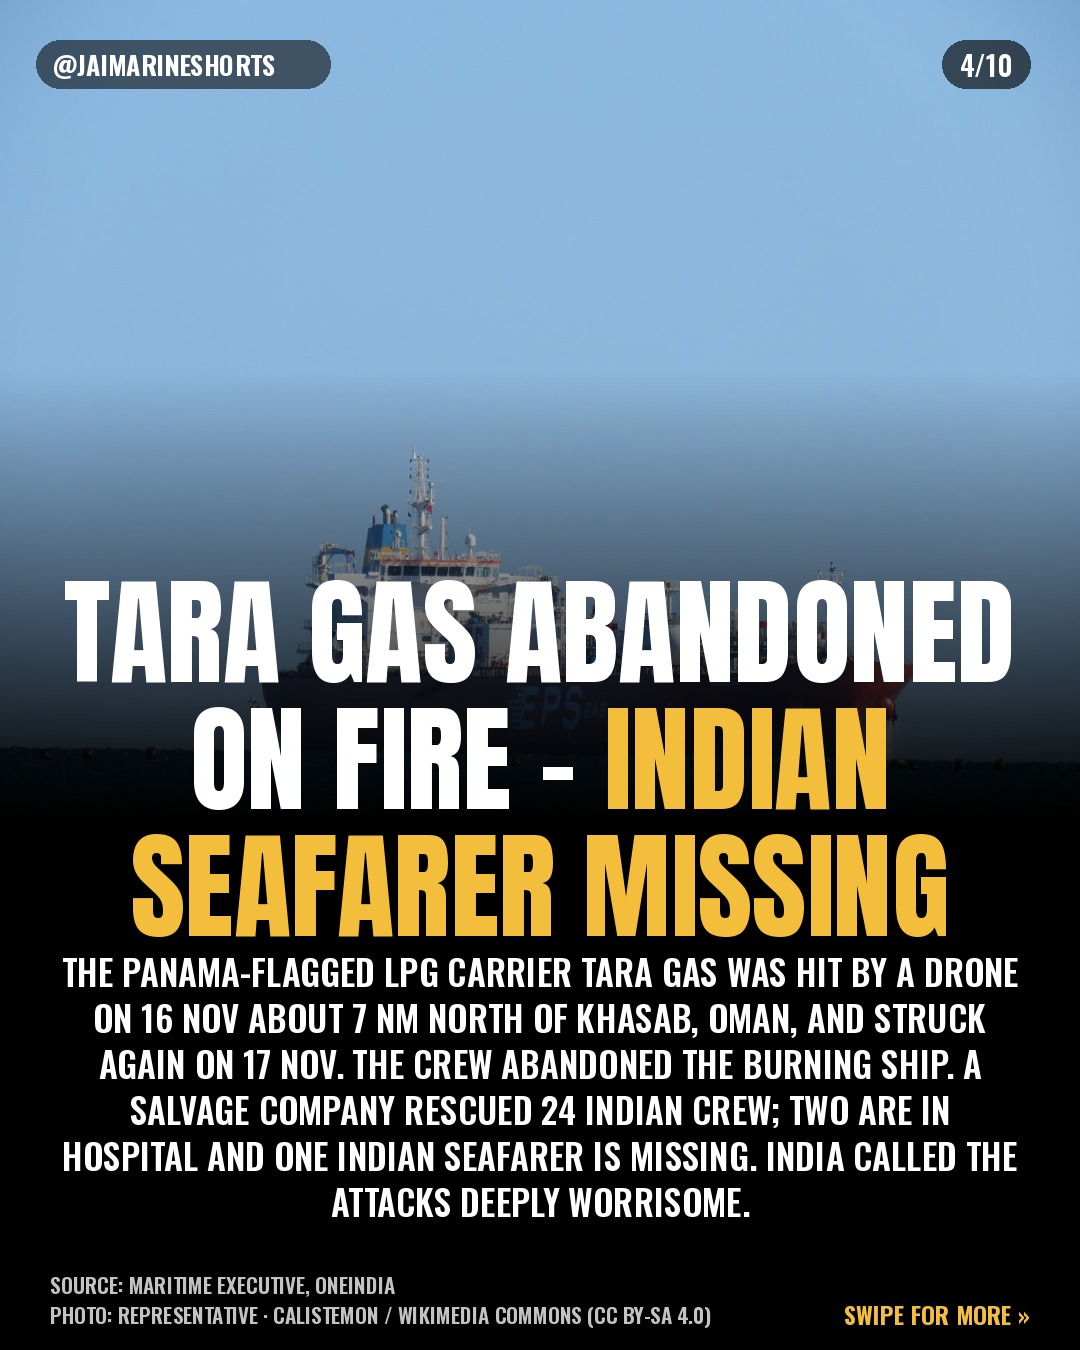 @JAIMARINESHORTS
4/10
TARA GAS ABANDONED
ON FIRE - INDIAN
SEAFARER MISSING
EPS GAS
THE PANAMA-FLAGGED LPG CARRIER TARA GAS WAS HIT BY A DRONE
ON 16 NOV ABOUT 7 NM NORTH OF KHASAB, OMAN, AND STRUCK
AGAIN ON 17 NOV. THE CREW ABANDONED THE BURNING SHIP. A
SALVAGE COMPANY RESCUED 24 INDIAN CREW; TWO ARE IN
HOSPITAL AND ONE INDIAN SEAFARER IS MISSING. INDIA CALLED THE
ATTACKS DEEPLY WORRISOME.
SOURCE: MARITIME EXECUTIVE, ONEINDIA
PHOTO: REPRESENTATIVE · CALISTEMON / WIKIMEDIA COMMONS (CC BY-SA 4.0)
SWIPE FOR MORE »